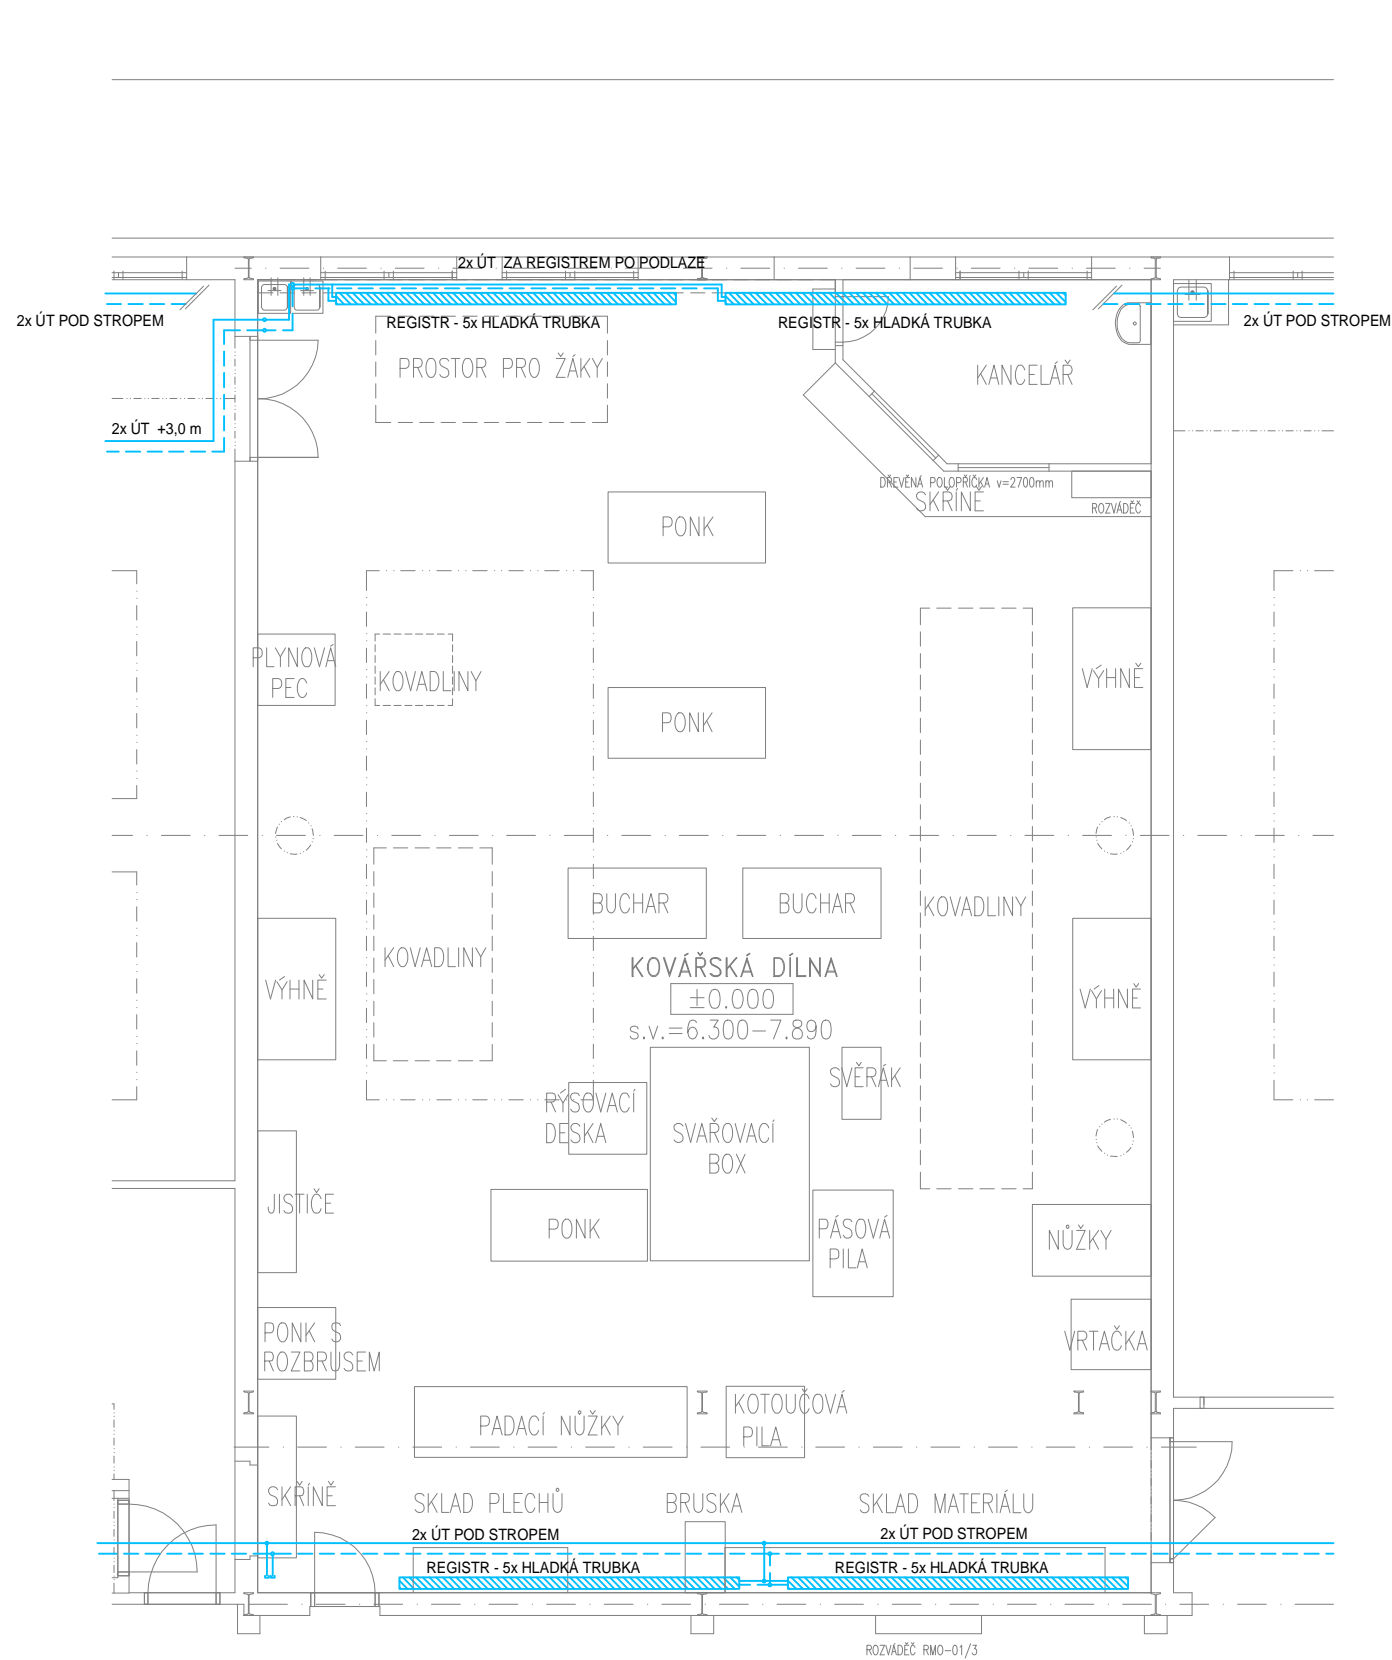 2x ÚT  ZA REGISTREM PO PODLAZE
2x ÚT POD STROPEM
REGISTR - 5x HLADKÁ TRUBKA
REGISTR - 5x HLADKÁ TRUBKA
2x ÚT POD STROPEM
PROSTOR PRO ŽÁKY
KANCELÁŘ
2x ÚT  +3,0 m
DŘEVĚNÁ POLOPŘÍČKA v=2700mm
SKŘÍNĚ
ROZVÁDĚČ
PONK
PLYNOVÁ
PEC
KOVADLINY
VÝHNĚ
PONK
BUCHAR
BUCHAR
KOVADLINY
KOVADLINY
KOVÁŘSKÁ DÍLNA
±0.000
s.v.=6.300-7.890
VÝHNĚ
VÝHNĚ
SVĚRÁK
RÝSOVACÍ
DESKA
SVAŘOVACÍ
BOX
JISTIČE
PONK
PÁSOVÁ
PILA
NŮŽKY
PONK S
ROZBRUSEM
VRTAČKA
PADACÍ NŮŽKY
KOTOUČOVÁ
PILA
SKŘÍNĚ
SKLAD PLECHŮ
BRUSKA
SKLAD MATERIÁLU
2x ÚT POD STROPEM
2x ÚT POD STROPEM
REGISTR - 5x HLADKÁ TRUBKA
REGISTR - 5x HLADKÁ TRUBKA
ROZVÁDĚČ RMO-01/3